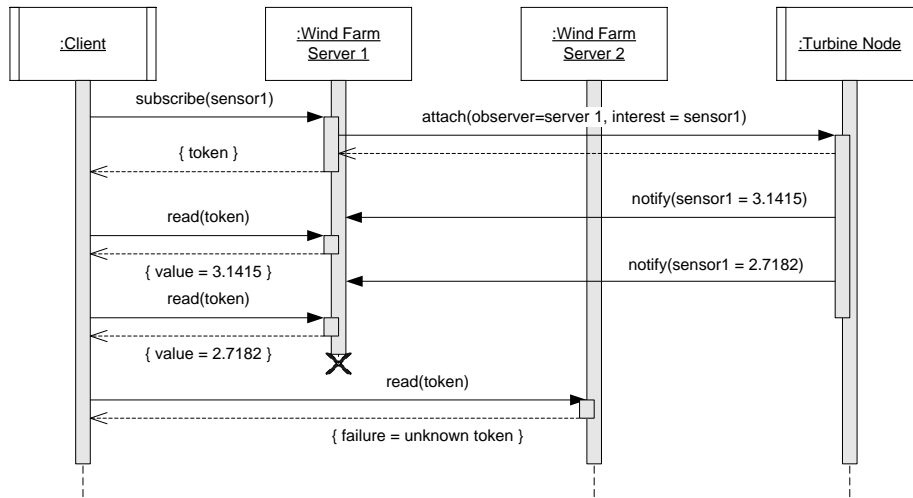 :Client
:Wind Farm
Server 1
:Wind Farm
Server 2
:Turbine Node
subscribe(sensor1)
attach(observer=server 1, interest = sensor1)
{ token }
notify(sensor1 = 3.1415)
read(token)
{ value = 3.1415 }
notify(sensor1 = 2.7182)
read(token)
{ value = 2.7182 }
read(token)
{ failure = unknown token }